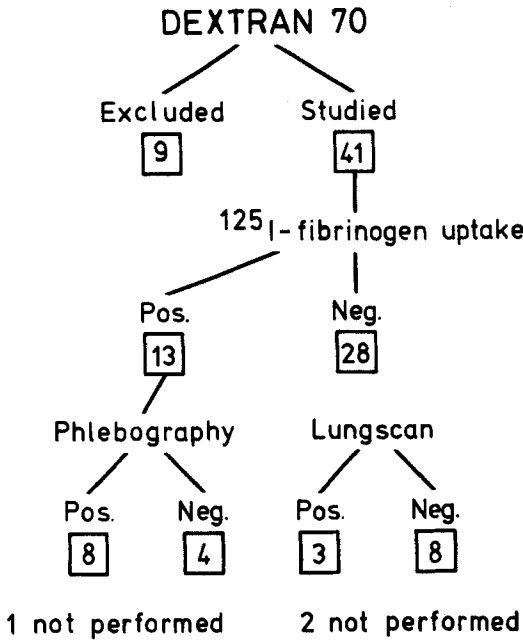 DEXTRAN 70
Excluded Studied
9 41
125I-fibrinogen uptake
Pos. Neg.
13 28
Phlebography Lungscan
Pos. Neg. Pos. Neg.
8 4 3 8
1 not performed 2 not performed